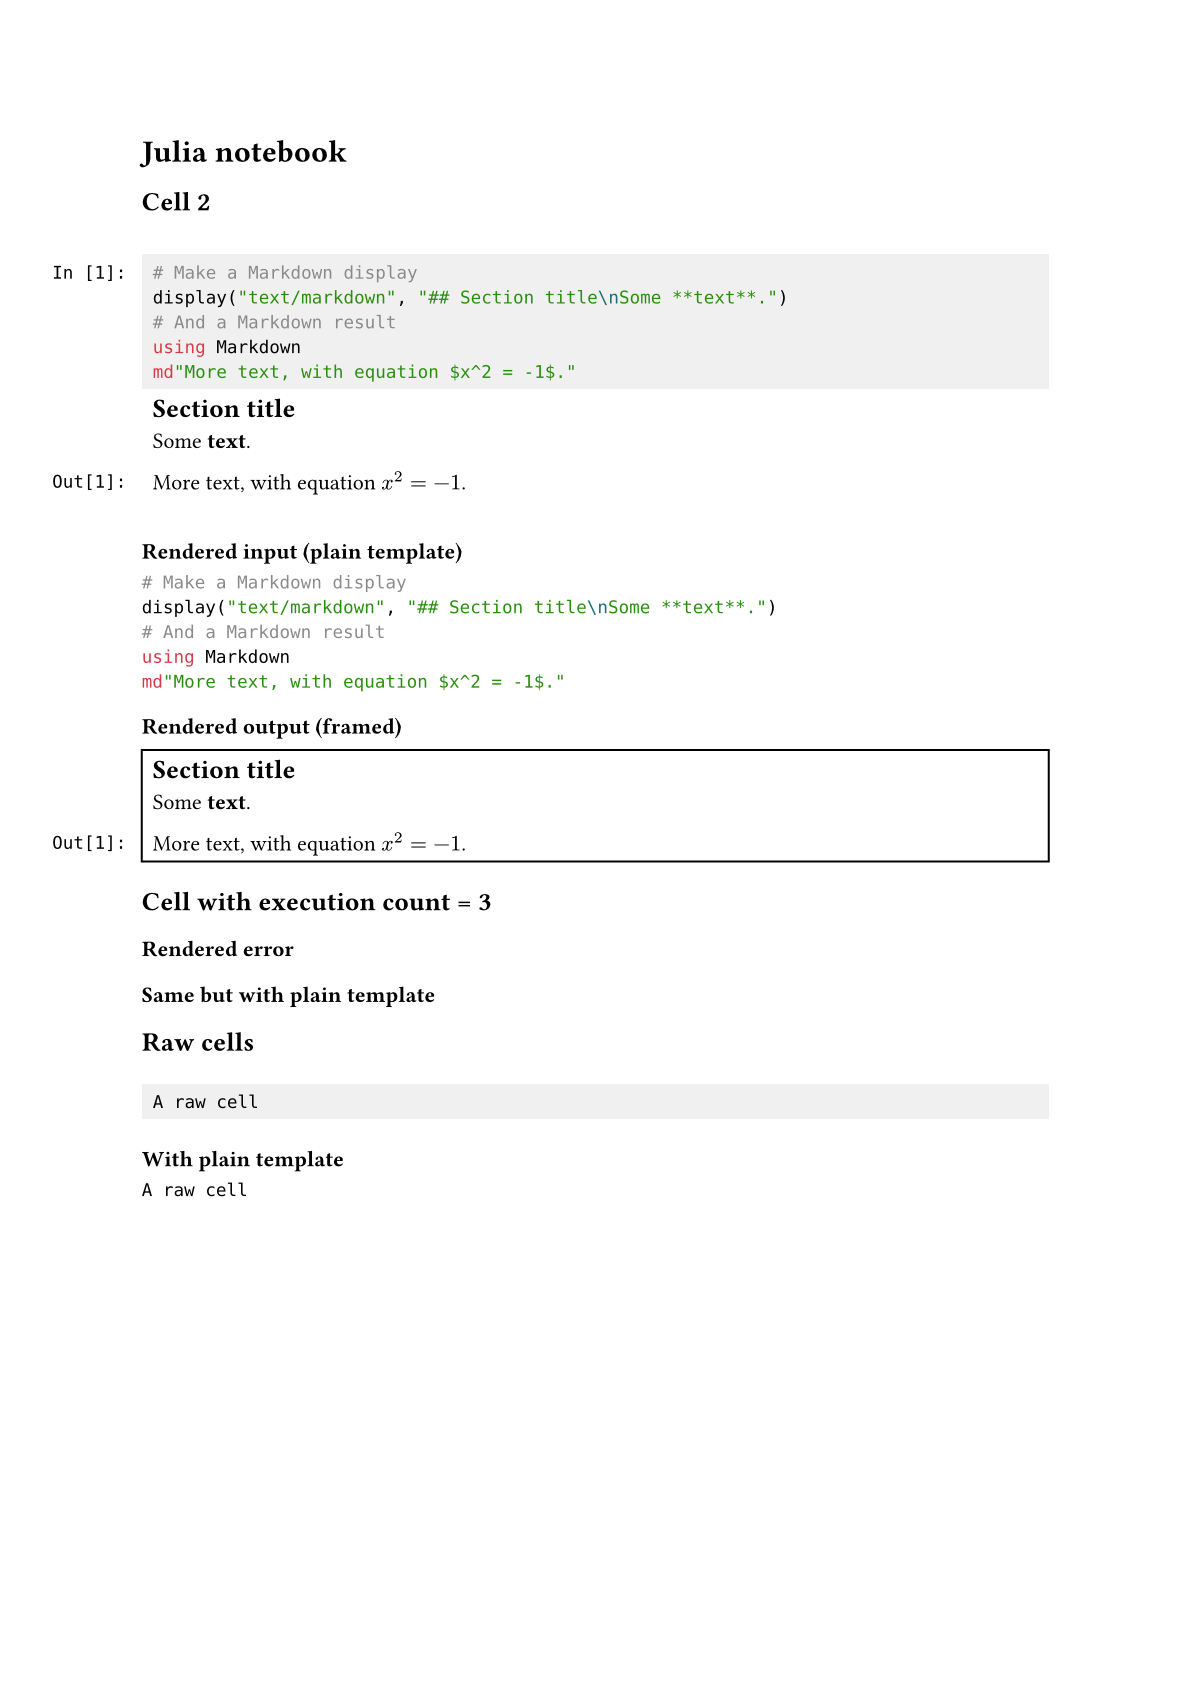 Julia notebook
Cell 2
In [1]: # Make a Markdown display
display("text/markdown", "## Section title\nSome **text**.")
# And a Markdown result
using Markdown
md"More text, with equation $x^2 = -1$."
Section title
Some text.
Out[1]: More text, with equation x² = −1.
Rendered input (plain template)
# Make a Markdown display
display("text/markdown", "## Section title\nSome **text**.")
# And a Markdown result
using Markdown
md"More text, with equation $x^2 = -1$."
Rendered output (framed)
Section title
Some text.
Out[1]: More text, with equation x² = −1.
Cell with execution count = 3
Rendered error
Same but with plain template
Raw cells
A raw cell
With plain template
A raw cell